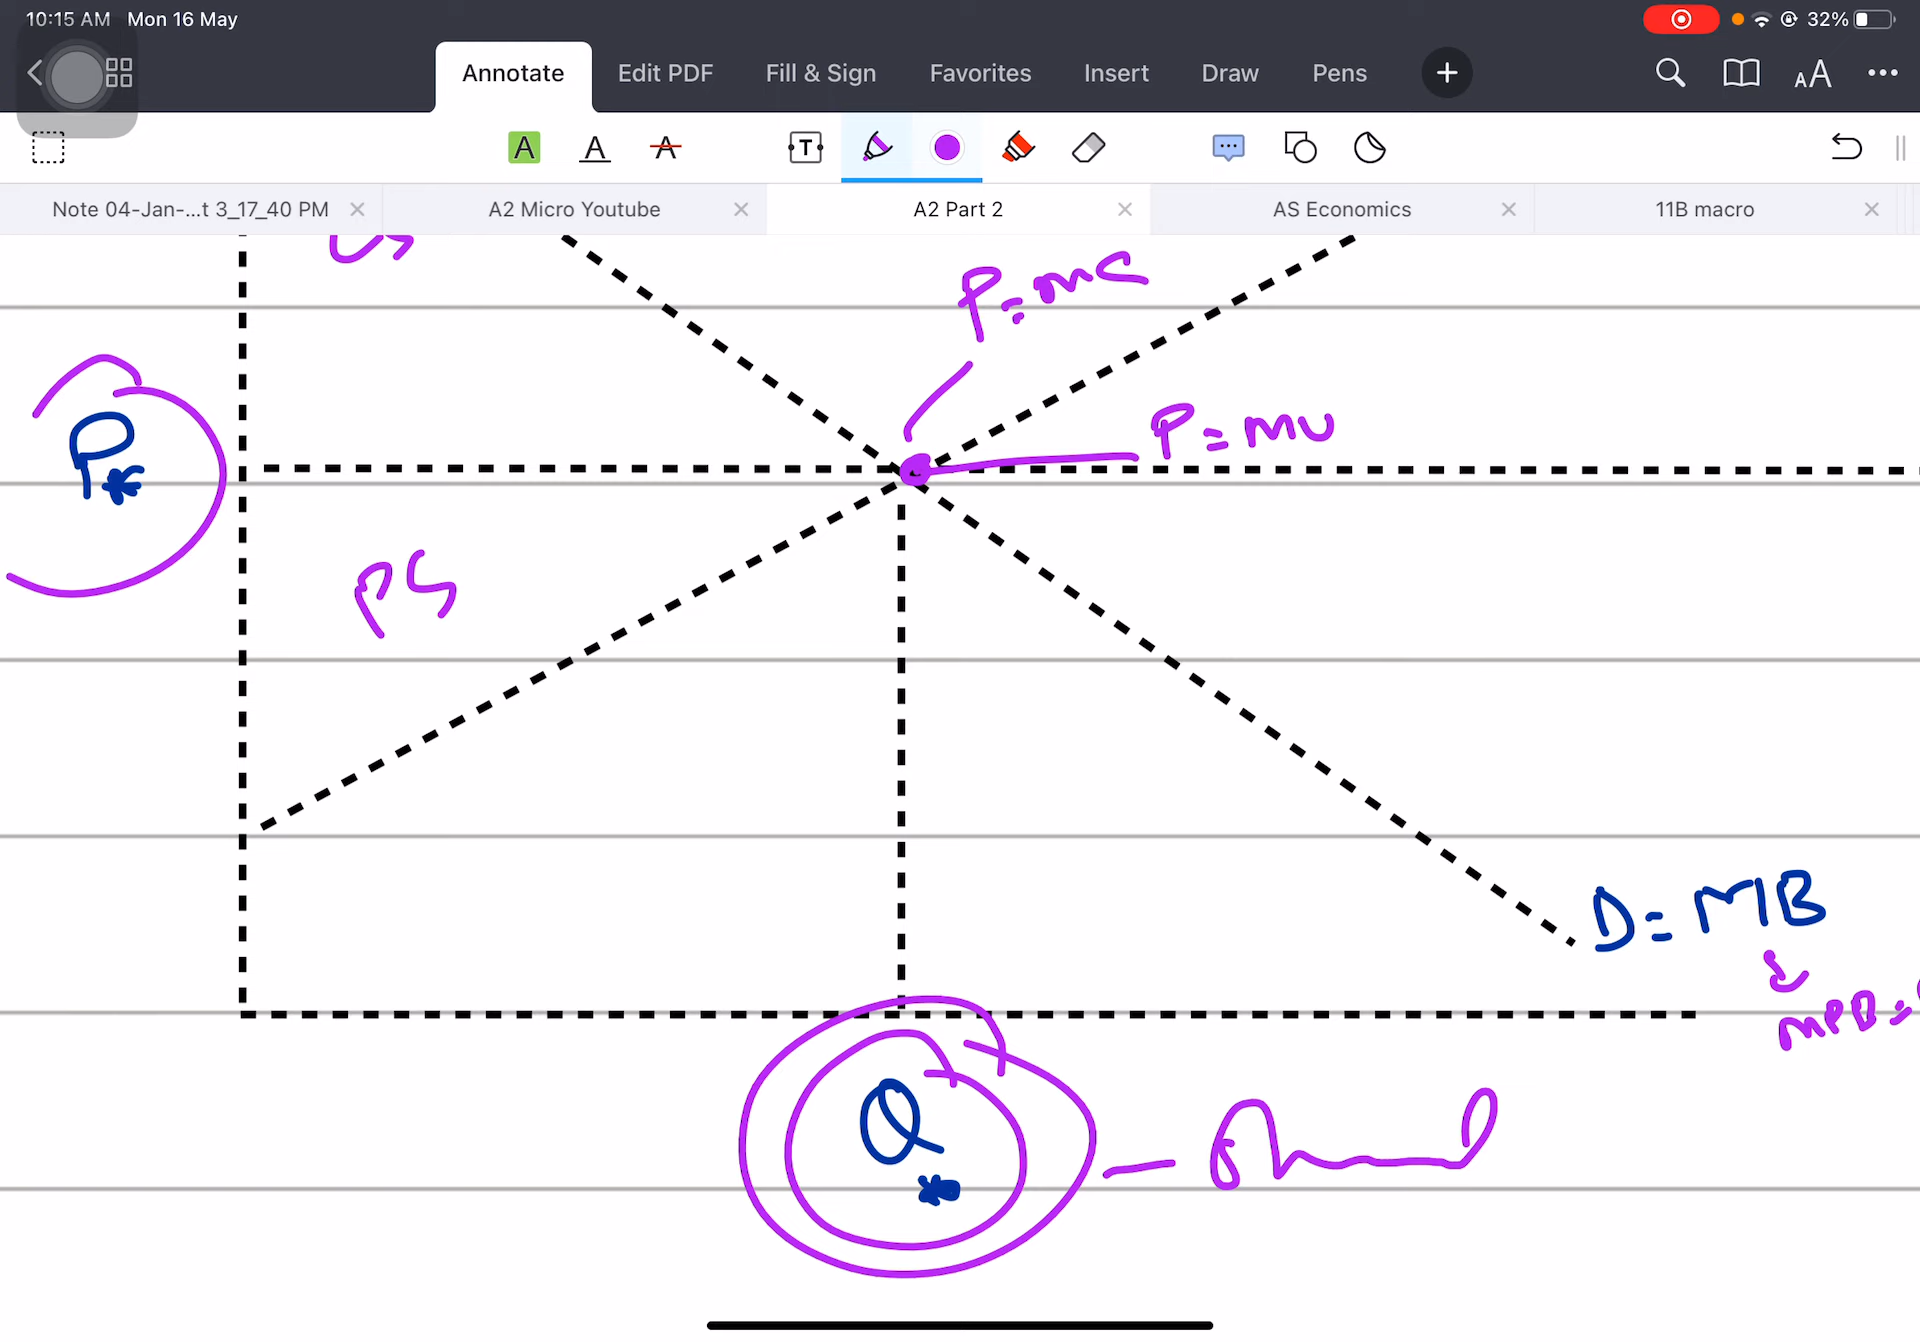 10:15 AM Mon 16 May
32%
Annotate Edit PDF Fill & Sign Favorites Insert Draw Pens
Note 04-Jan-...t 3_17_40 PM
A2 Micro Youtube
A2 Part 2
AS Economics
11B macro
P=MC
P=MU
P*
PS
D=MB
MPB=
Q*